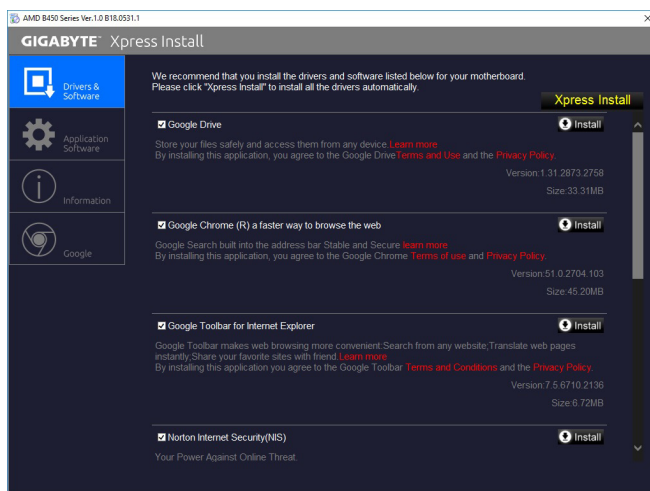 AMD B450 Series Ver.1.0 B18.0531.1
GIGABYTE™ Xpress Install
Drivers &
Software
Application
Software
Information
Google
We recommend that you install the drivers and software listed below for your motherboard.
Please click "Xpress Install" to install all the drivers automatically.
Xpress Install
Google Drive
Install
Store your files safely and access them from any device.Learn more
By installing this application, you agree to the Google DriveTerms and Use and the Privacy Policy.
Version:1.31.2873.2758
Size:33.31MB
Google Chrome (R) a faster way to browse the web
Install
Google Search built into the address bar Stable and Secure learn more
By installing this application, you agree to the Google Chrome Terms of use and Privacy Policy.
Version:51.0.2704.103
Size:45.20MB
Google Toolbar for Internet Explorer
Install
Google Toolbar makes web browsing more convenient:Search from any website;Translate web pages
instantly;Share your favorite sites with friend.Learn more
By installing this application you agree to the Google Toolbar Terms and Conditions and the Privacy Policy.
Version:7.5.6710.2136
Size:6.72MB
Norton Internet Security(NIS)
Install
Your Power Against Online Threat.